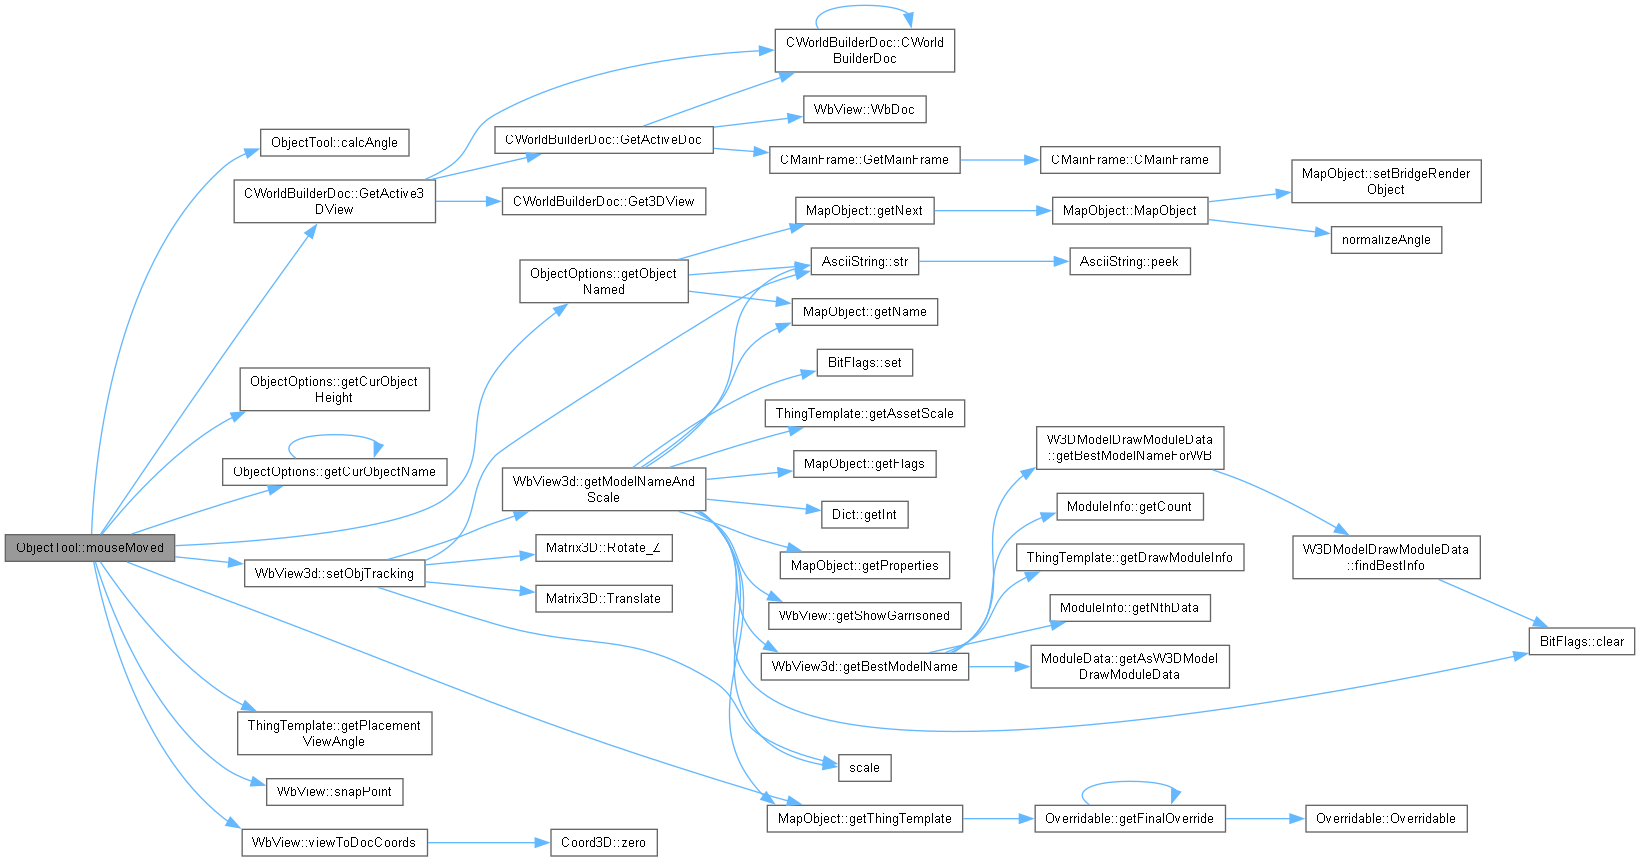 CWorldBuilderDoc::CWorld
BuilderDoc
WbView::WbDoc
ObjectTool::calcAngle
CWorldBuilderDoc::GetActiveDoc
CMainFrame::GetMainFrame
CMainFrame::CMainFrame
CWorldBuilderDoc::GetActive3
DView
CWorldBuilderDoc::Get3DView
MapObject::getNext
MapObject::MapObject
MapObject::setBridgeRender
Object
normalizeAngle
ObjectOptions::getObject
Named
AsciiString::str
AsciiString::peek
MapObject::getName
BitFlags::set
ObjectOptions::getCurObject
Height
ThingTemplate::getAssetScale
ObjectOptions::getCurObjectName
MapObject::getFlags
W3DModelDrawModuleData
::getBestModelNameForWB
WbView3d::getModelNameAnd
Scale
Dict::getInt
ModuleInfo::getCount
ObjectTool::mouseMoved
WbView3d::setObjTracking
Matrix3D::Rotate_Z
Matrix3D::Translate
MapObject::getProperties
ThingTemplate::getDrawModuleInfo
W3DModelDrawModuleData
::findBestInfo
WbView::getShowGarrisoned
ModuleInfo::getNthData
WbView3d::getBestModelName
ModuleData::getAsW3DModel
DrawModuleData
BitFlags::clear
ThingTemplate::getPlacement
ViewAngle
scale
WbView::snapPoint
MapObject::getThingTemplate
Overridable::getFinalOverride
Overridable::Overridable
WbView::viewToDocCoords
Coord3D::zero